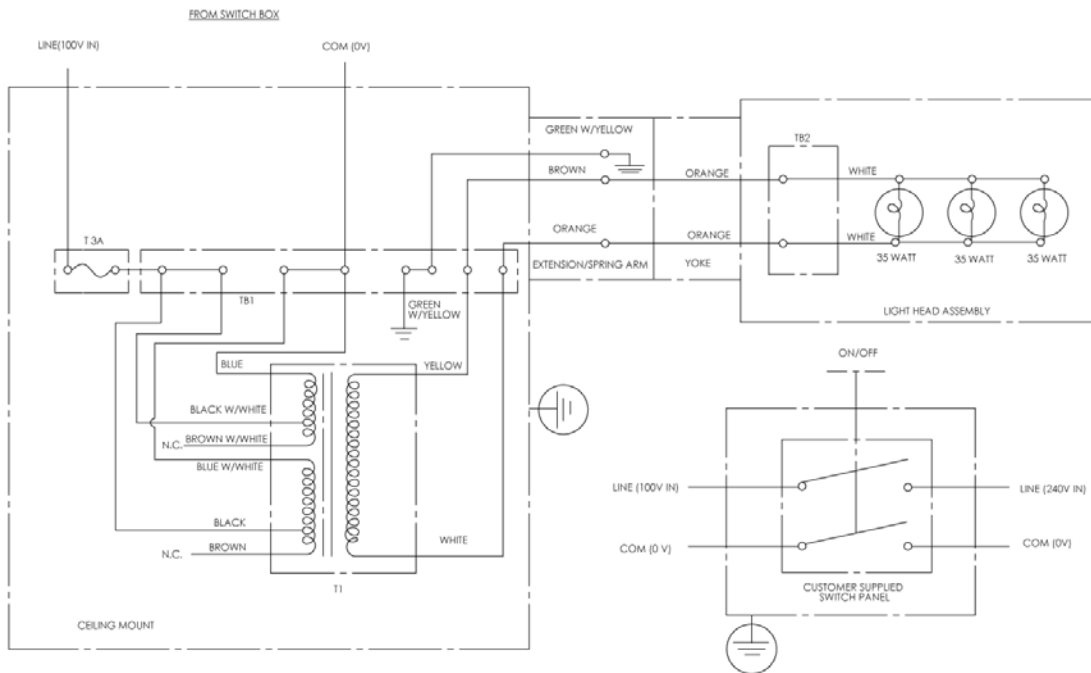 FROM SWITCH BOX
LINE(100V IN)
COM (0V)
GREEN W/YELLOW
BROWN
ORANGE
TB2
WHITE
ORANGE
ORANGE
WHITE
35 WATT
35 WATT
35 WATT
T 3A
TB1
EXTENSION/SPRING ARM
YOKE
GREEN
W/YELLOW
LIGHT HEAD ASSEMBLY
BLUE
YELLOW
BLACK W/WHITE
N.C.
BROWN W/WHITE
BLUE W/WHITE
BLACK
N.C.
BROWN
WHITE
T1
CEILING MOUNT
ON/OFF
LINE (100V IN)
LINE (240V IN)
COM (0 V)
COM (0V)
CUSTOMER SUPPLIED
SWITCH PANEL